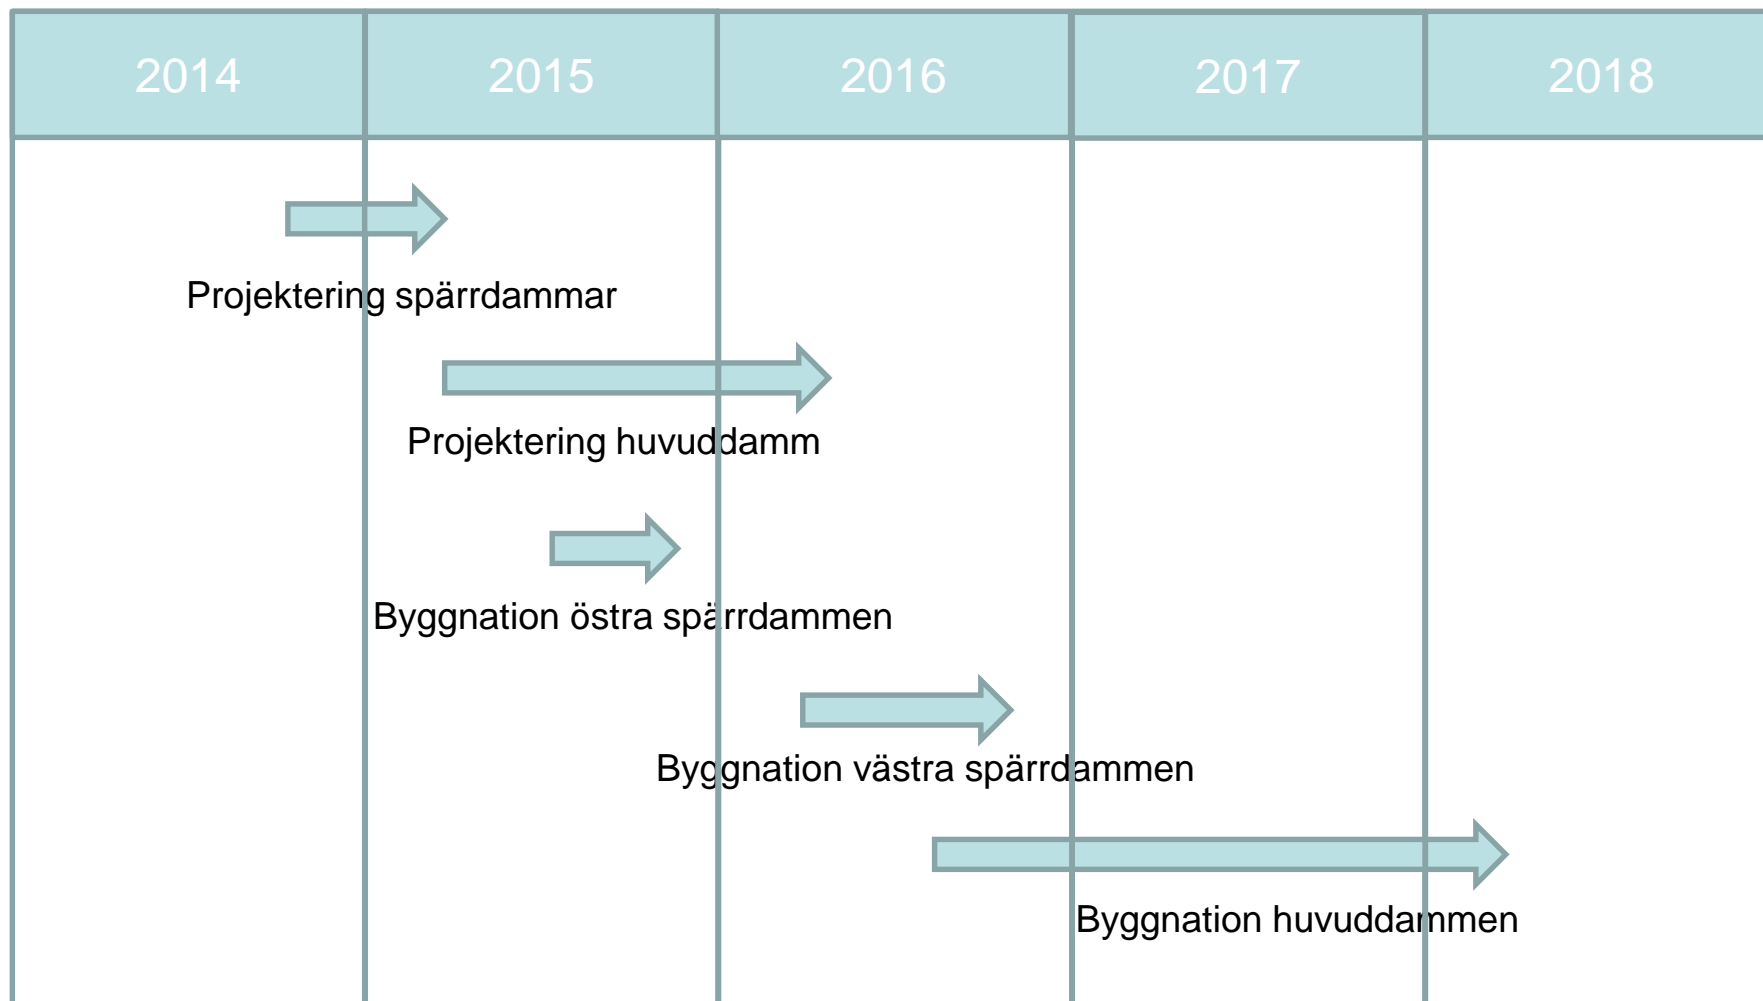 2014
2015
2016
2017
2018
Projektering spärrdammar
Projektering huvuddamm
Byggnation östra spärrdammen
Byggnation västra spärrdammen
Byggnation huvuddammen